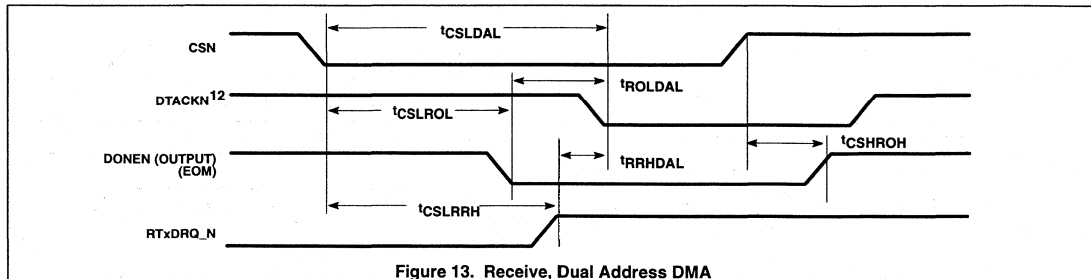 tCSLDAL
CSN
tROLDAL
DTACKN12
tCSLROL
tCSHROH
DONEN (OUTPUT)
(EOM)
tRRHDAL
tCSLRRH
RTxDRQ_N
Figure 13. Receive, Dual Address DMA